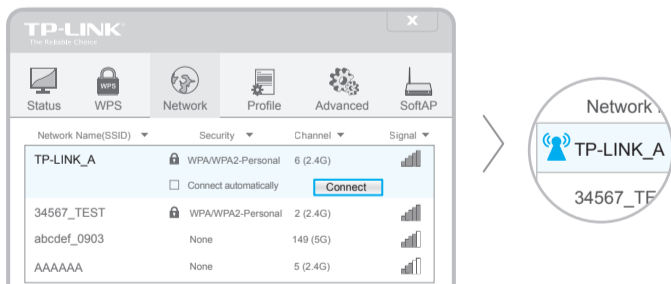 TP-LINK®
The Reliable Choice
X
WPS
Status WPS Network Profile Advanced SoftAP
Network Name(SSID) Security Channel Signal
TP-LINK_A WPA/WPA2-Personal 6 (2.4G)
Connect automatically Connect
34567_TEST WPA/WPA2-Personal 2 (2.4G)
abcdef_0903 None 149 (5G)
AAAAAA None 5 (2.4G)
Network
TP-LINK_A
34567_TE